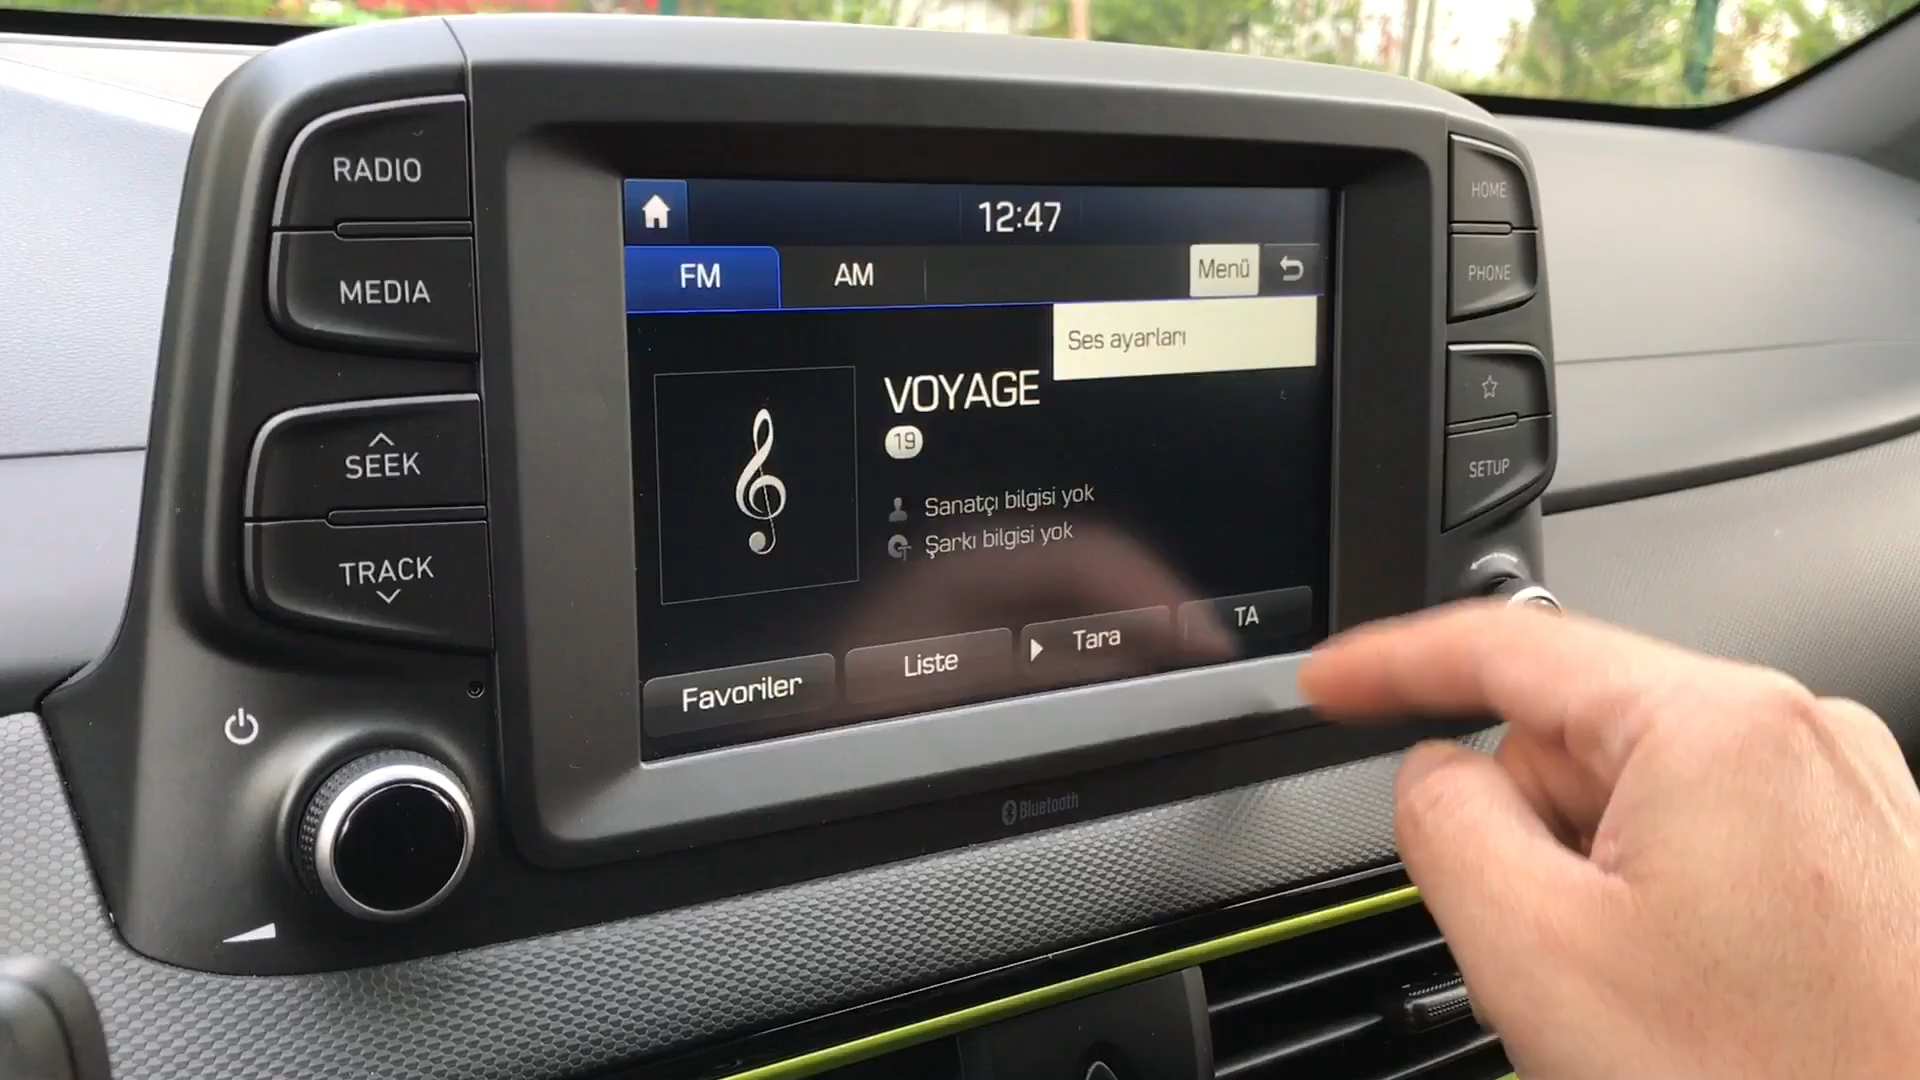 RADIO
MEDIA
SEEK
TRACK
12:47
FM
AM
Menü
Ses ayarları
VOYAGE
19
Sanatçı bilgisi yok
Şarkı bilgisi yok
Favoriler
Liste
Tara
TA
Bluetooth
HOME
PHONE
SETUP